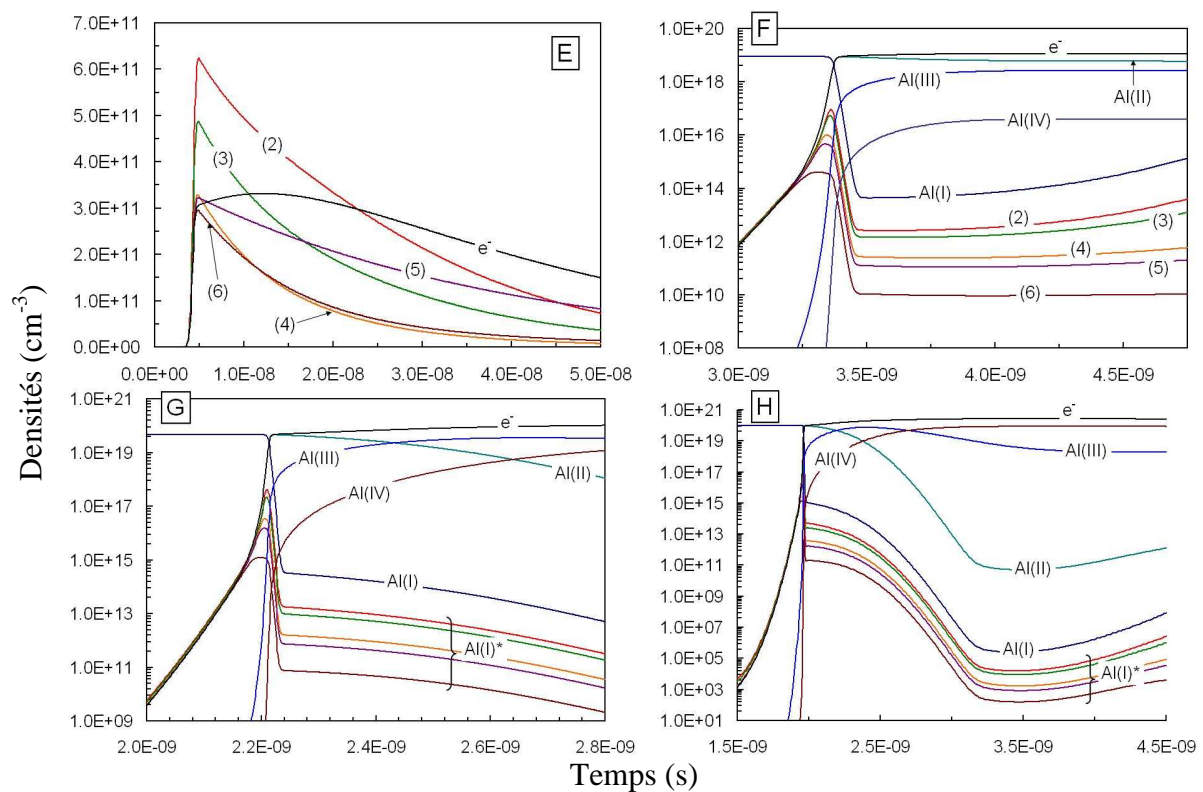 Densités (cm-3)
Temps (s)
E
7.0E+11
6.0E+11
5.0E+11
4.0E+11
3.0E+11
2.0E+11
1.0E+11
0.0E+00
(2)
(3)
e-
(5)
(6)
(4)
0.0E+00 1.0E-08 2.0E-08 3.0E-08 4.0E-08 5.0E-08
F
1.0E+20
1.0E+18
1.0E+16
1.0E+14
1.0E+12
1.0E+10
1.0E+08
e-
Al(III)
Al(II)
Al(IV)
Al(I)
(2)
(3)
(4)
(5)
(6)
3.0E-09 3.5E-09 4.0E-09 4.5E-09
G
1.0E+21
1.0E+19
1.0E+17
1.0E+15
1.0E+13
1.0E+11
1.0E+09
e-
Al(III)
Al(II)
Al(IV)
Al(I)
Al(I)*
2.0E-09 2.2E-09 2.4E-09 2.6E-09 2.8E-09
H
1.0E+21
1.0E+19
1.0E+17
1.0E+15
1.0E+13
1.0E+11
1.0E+09
1.0E+07
1.0E+05
1.0E+03
1.0E+01
e-
Al(IV)
Al(III)
Al(II)
Al(I)
Al(I)*
1.5E-09 2.5E-09 3.5E-09 4.5E-09